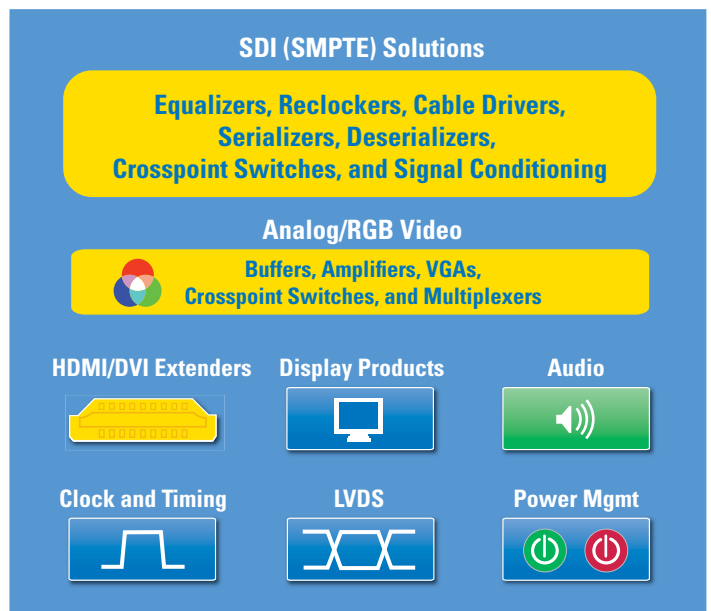 SDI (SMPTE) Solutions
Equalizers, Reclockers, Cable Drivers,
Serializers, Deserializers,
Crosspoint Switches, and Signal Conditioning
Analog/RGB Video
Buffers, Amplifiers, VGAs,
Crosspoint Switches, and Multiplexers
HDMI/DVI Extenders
Display Products
Audio
Clock and Timing
LVDS
Power Mgmt